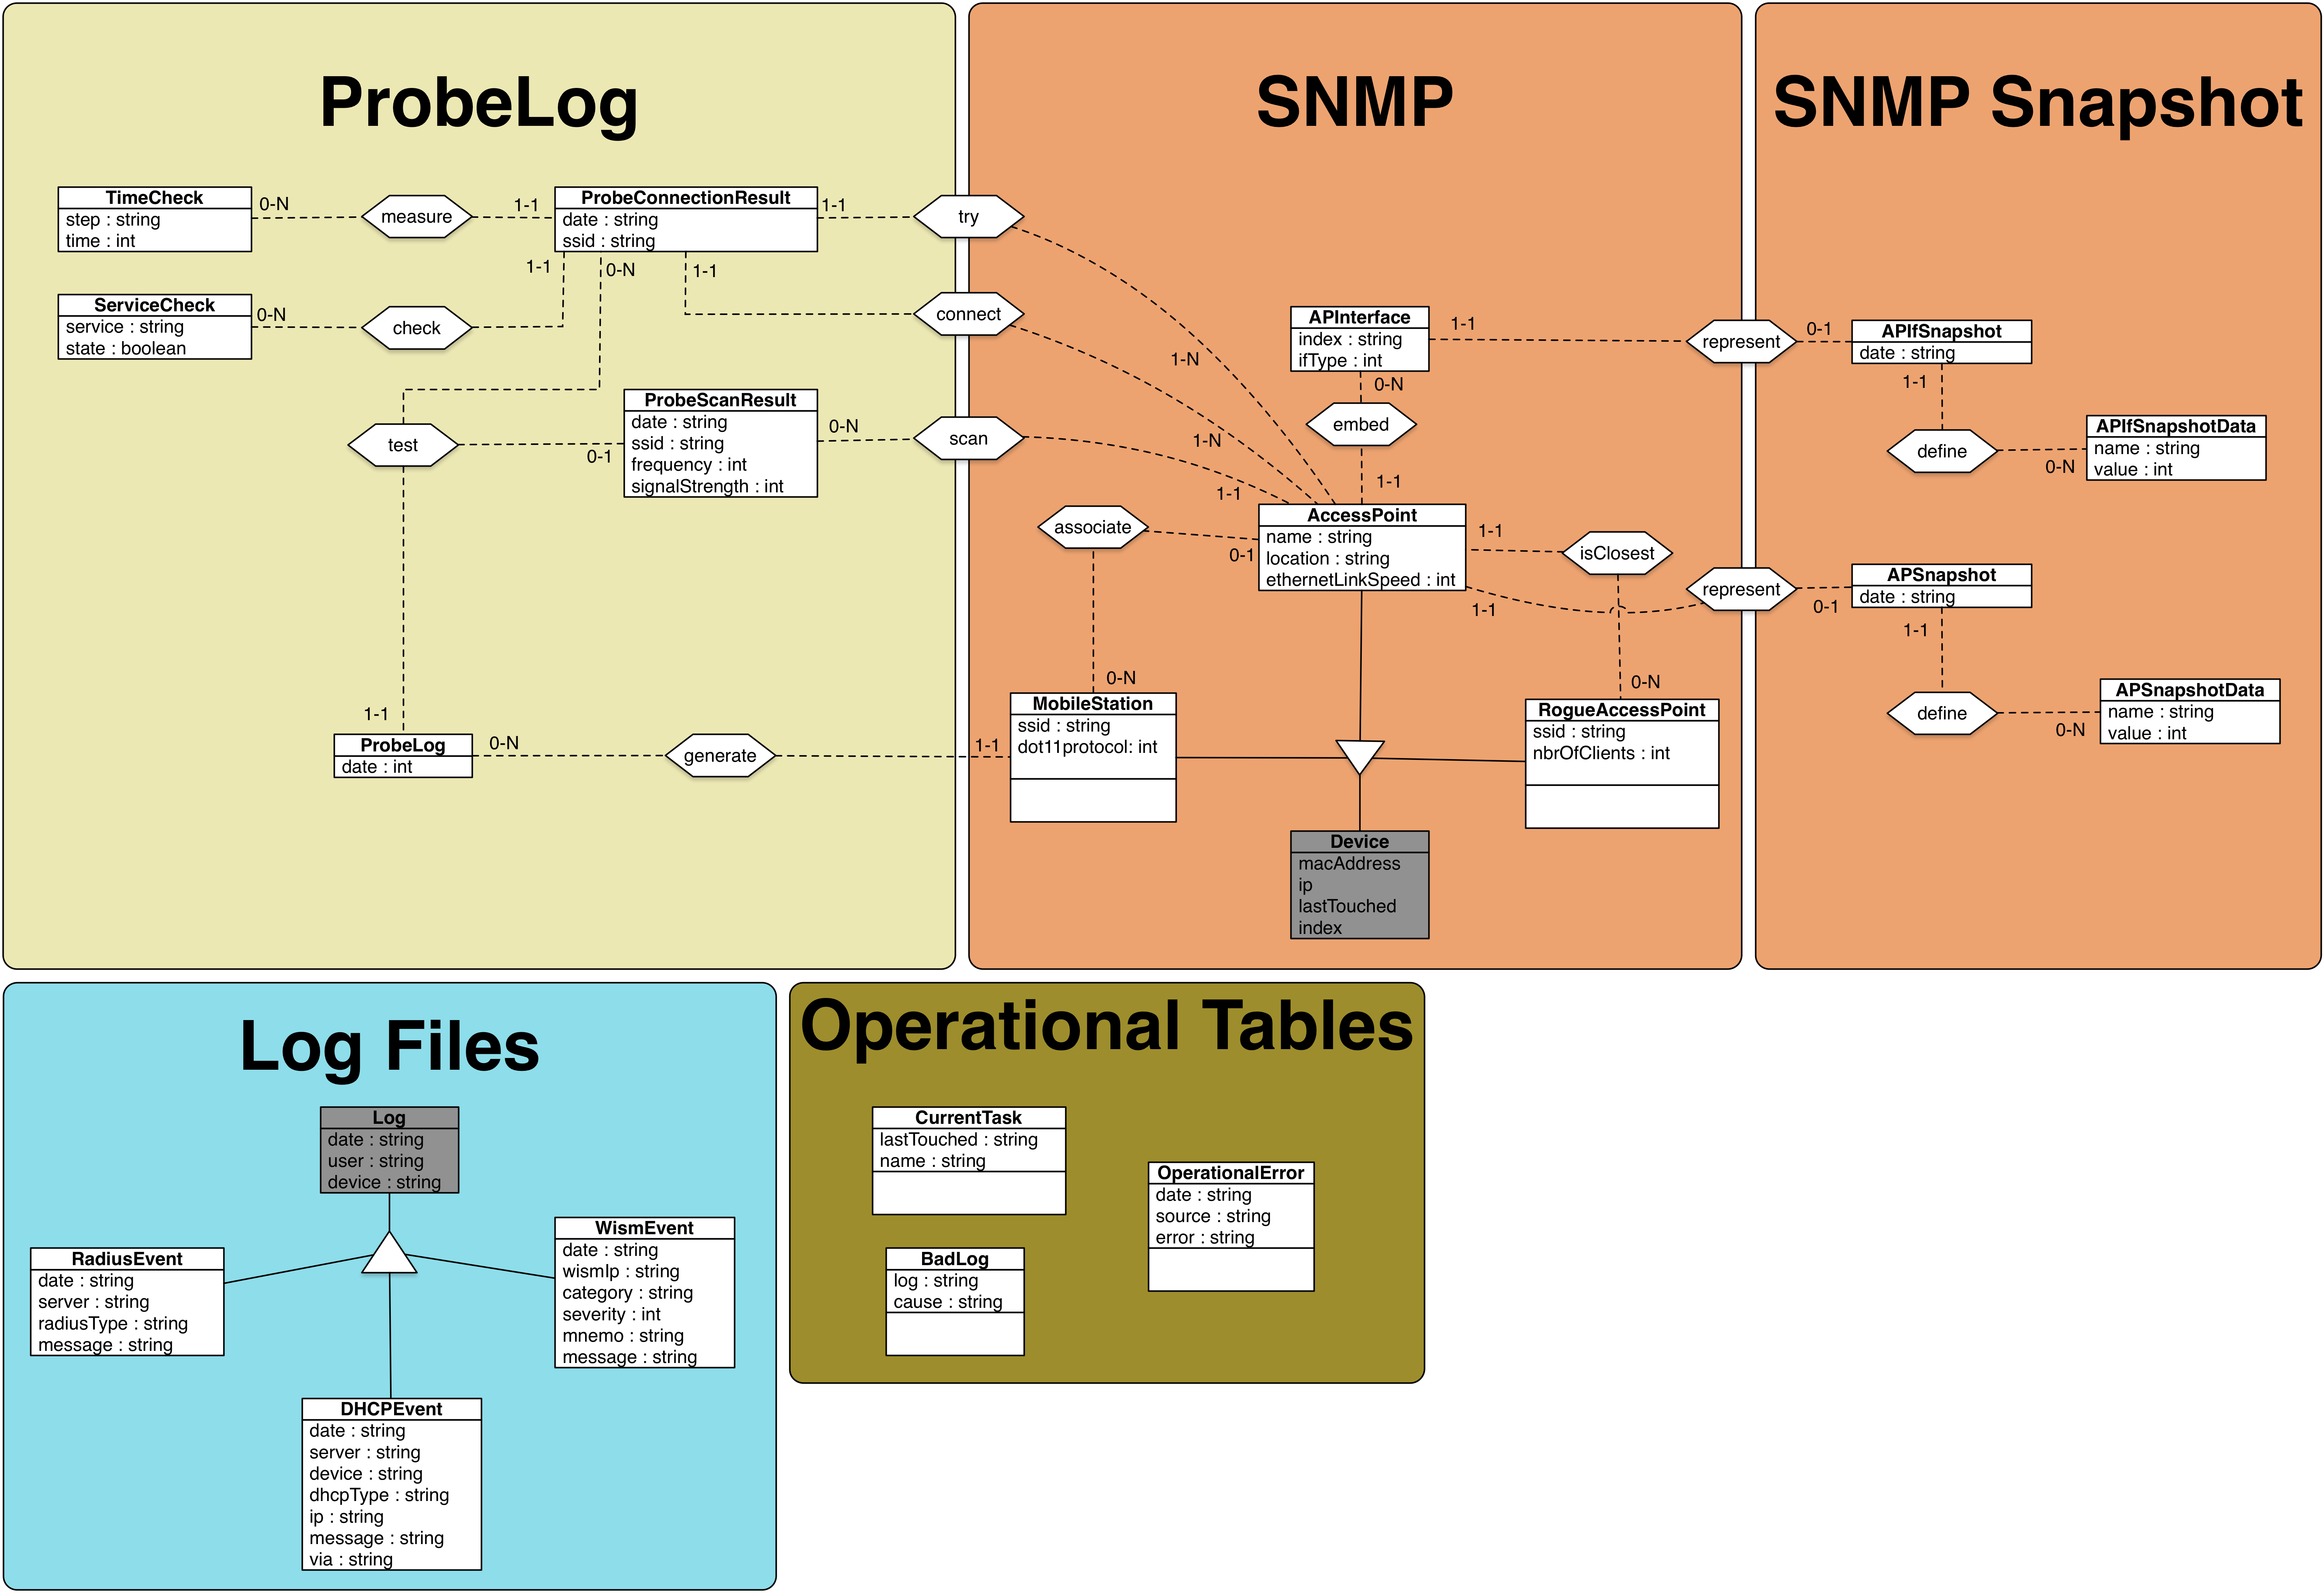 ProbeLog
TimeCheck
step : string
time : int
0-N
measure
1-1
ProbeConnectionResult
date : string
ssid : string
1-1
try
1-1
0-N
1-1
ServiceCheck
service : string
state : boolean
0-N
check
connect
ProbeScanResult
date : string
ssid : string
frequency : int
signalStrength : int
test
0-1
0-N
scan
1-1
ProbeLog
date : int
0-N
generate
1-1
SNMP
1-N
1-N
1-1
APInterface
index : string
ifType : int
1-1
0-N
embed
1-1
associate
0-1
AccessPoint
name : string
location : string
ethernetLinkSpeed : int
1-1
isClosest
1-1
0-N
MobileStation
ssid : string
dot11protocol: int
0-N
RogueAccessPoint
ssid : string
nbrOfClients : int
Device
macAddress
ip
lastTouched
index
SNMP Snapshot
represent
0-1
APIfSnapshot
date : string
1-1
define
0-N
APIfSnapshotData
name : string
value : int
represent
0-1
APSnapshot
date : string
1-1
define
0-N
APSnapshotData
name : string
value : int
Log Files
Log
date : string
user : string
device : string
RadiusEvent
date : string
server : string
radiusType : string
message : string
WismEvent
date : string
wismIp : string
category : string
severity : int
mnemo : string
message : string
DHCPEvent
date : string
server : string
device : string
dhcpType : string
ip : string
message : string
via : string
Operational Tables
CurrentTask
lastTouched : string
name : string
OperationalError
date : string
source : string
error : string
BadLog
log : string
cause : string